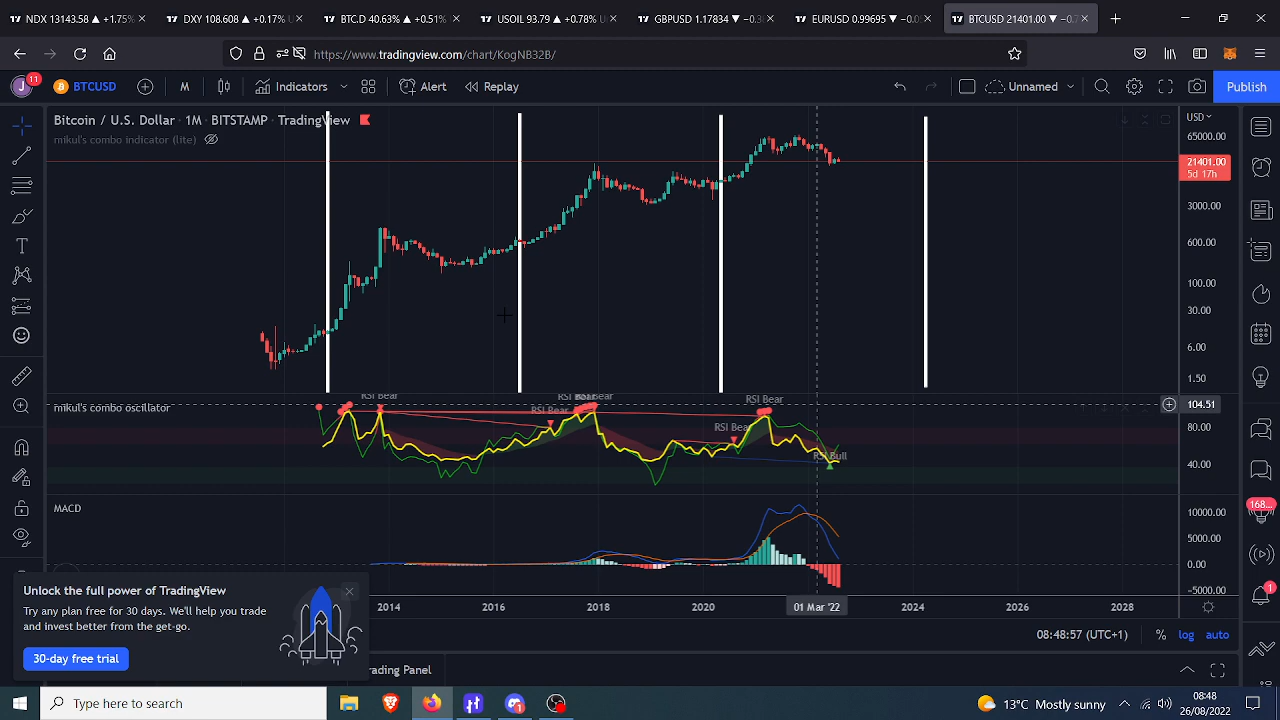 NDX 13143.58 +1.75%
DXY 108.608 +0.17%
BTC.D 40.63% +0.51%
USOIL 93.79 +0.78%
GBPUSD 1.17834
EURUSD 0.99695
BTCUSD 21401.00
https://www.tradingview.com/chart/KogNB32B/
J 11
BTCUSD
M
Indicators
Alert
Replay
Unnamed
Publish
Bitcoin / U.S. Dollar · 1M · BITSTAMP · TradingView
mikul's combo indicator (lite)
USD
65000.00
21401.00
5d 17h
3000.00
600.00
100.00
30.00
6.00
1.50
mikul's combo oscillator
RSI Bear
RSI Bear
RSI Bear
RSI Bear
RSI Bear
RSI Bull
104.51
80.00
40.00
MACD
10000.00
5000.00
0.00
-5000.00
168...
1
2014
2016
2018
2020
01 Mar '22
2024
2026
2028
08:48:57 (UTC+1)
%
log
auto
Unlock the full power of TradingView
Try any plan free for 30 days. We'll help you trade
and invest better from the get-go.
30-day free trial
Trading Panel
Type here to search
13°C Mostly sunny
08:48
26/08/2022